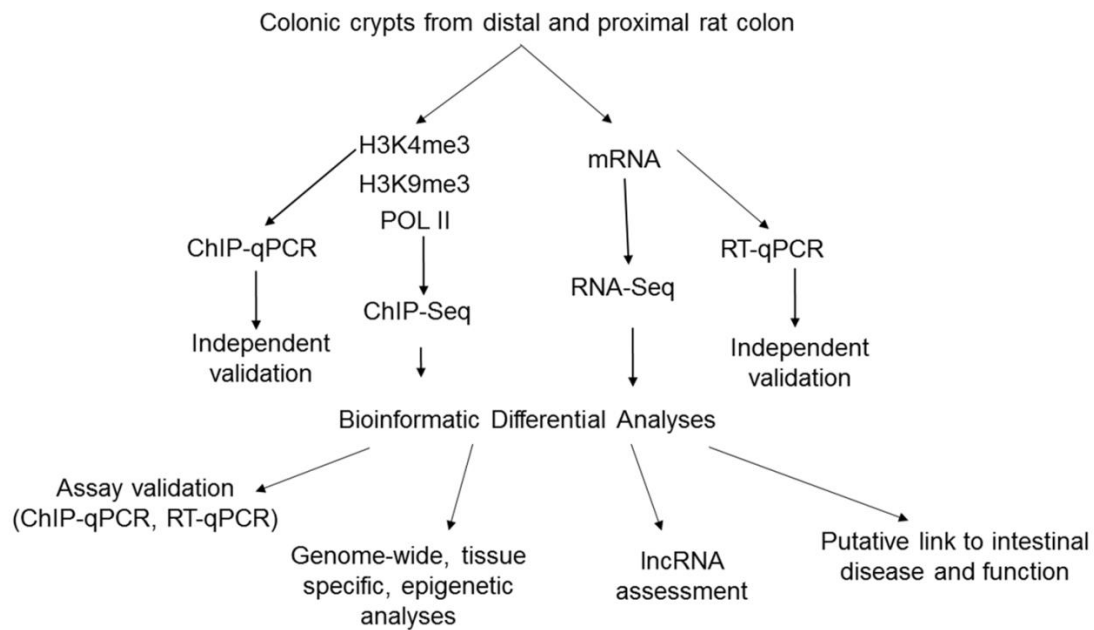 Colonic crypts from distal and proximal rat colon
H3K4me3
H3K9me3
POL II
mRNA
ChIP-qPCR
RT-qPCR
ChIP-Seq
RNA-Seq
Independent
validation
Independent
validation
Bioinformatic Differential Analyses
Assay validation
(ChIP-qPCR, RT-qPCR)
Genome-wide, tissue
specific, epigenetic
analyses
lncRNA
assessment
Putative link to intestinal
disease and function